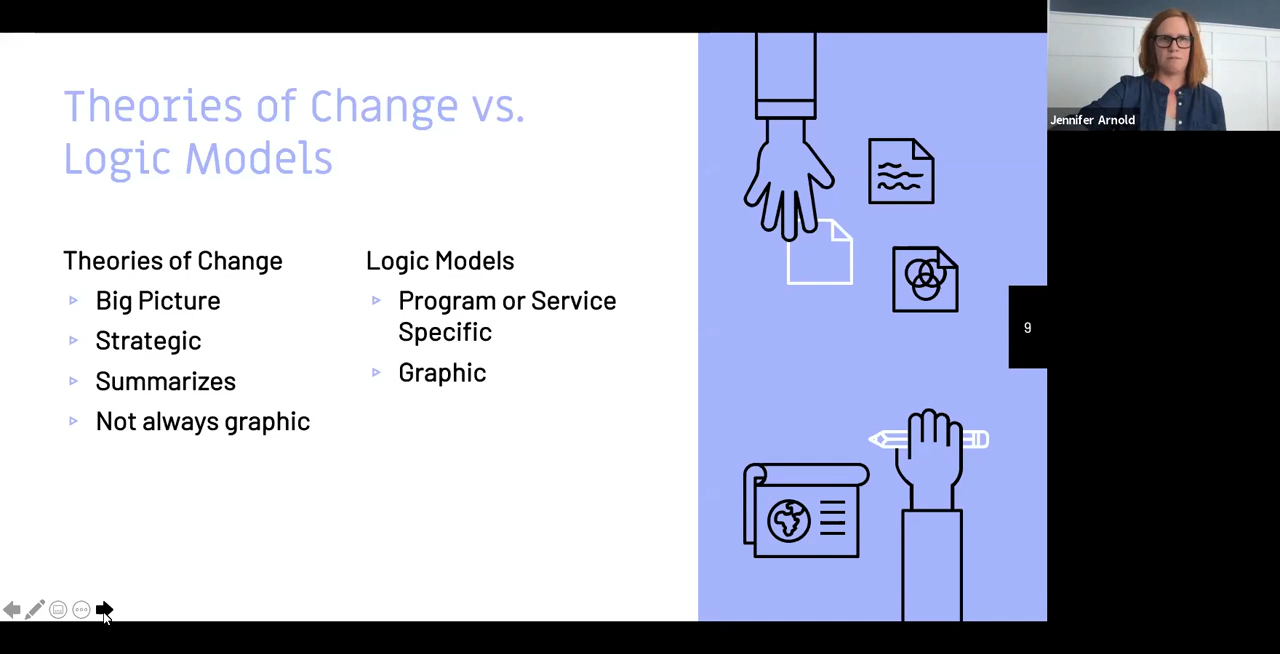 Theories of Change vs.
Logic Models
Theories of Change
Big Picture
Strategic
Summarizes
Not always graphic
Logic Models
Program or Service
Specific
Graphic
9
Jennifer Arnold